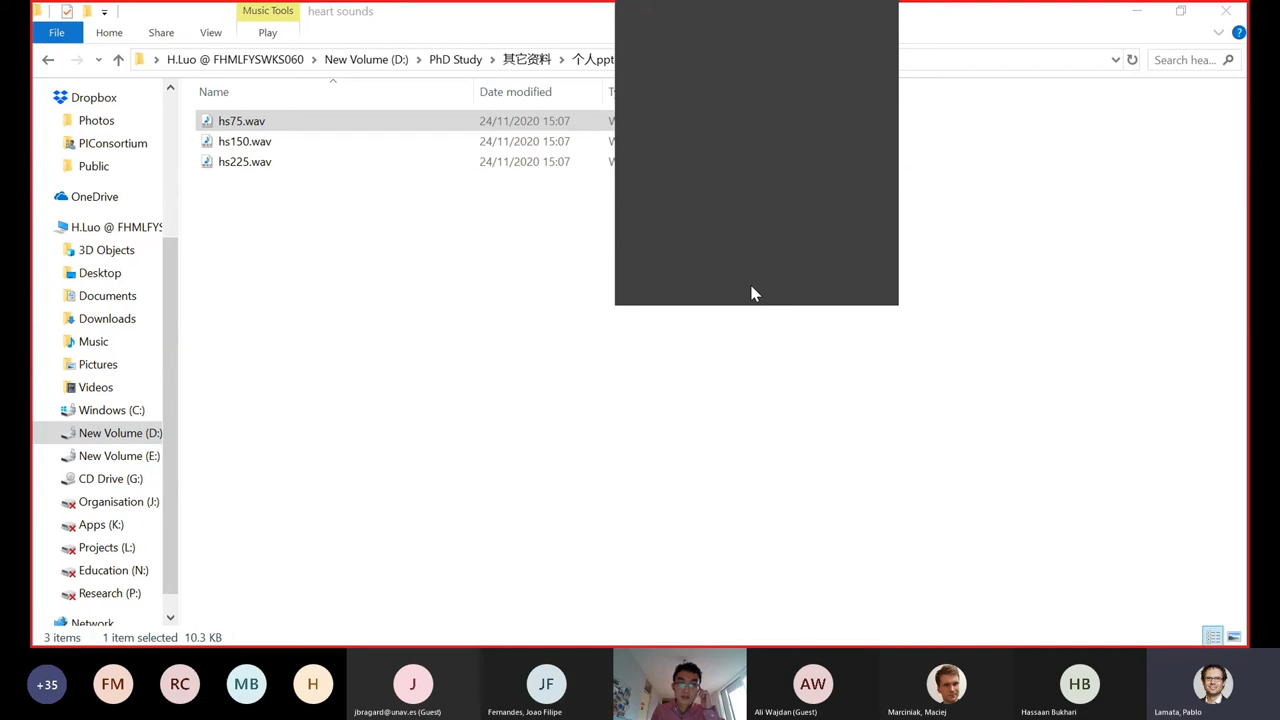 Music Tools
heart sounds
File
Home
Share
View
Play
H.Luo @ FHMLFYSWKS060
New Volume (D:)
PhD Study
其它资料
个人ppt
Search hea...
Name
Date modified
hs75.wav
24/11/2020 15:07
hs150.wav
24/11/2020 15:07
hs225.wav
24/11/2020 15:07
Dropbox
Photos
PIConsortium
Public
OneDrive
H.Luo @ FHMLFYS
3D Objects
Desktop
Documents
Downloads
Music
Pictures
Videos
Windows (C:)
New Volume (D:)
New Volume (E:)
CD Drive (G:)
Organisation (J:)
Apps (K:)
Projects (L:)
Education (N:)
Research (P:)
Network
3 items
1 item selected
10.3 KB
+35
FM
RC
MB
H
J
JF
AW
HB
jbragard@unav.es (Guest)
Fernandes, Joao Filipe
Ali Wajdan (Guest)
Marciniak, Maciej
Hassaan Bukhari
Lamata, Pablo